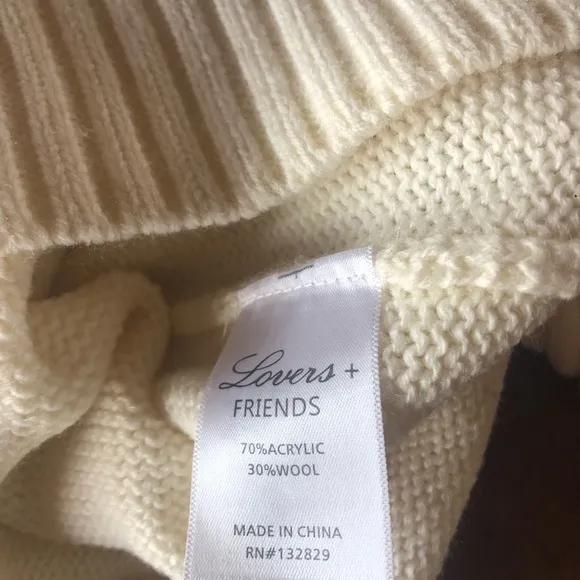 Lovers +
FRIENDS
70%ACRYLIC
30%WOOL
MADE IN CHINA
RN#132829